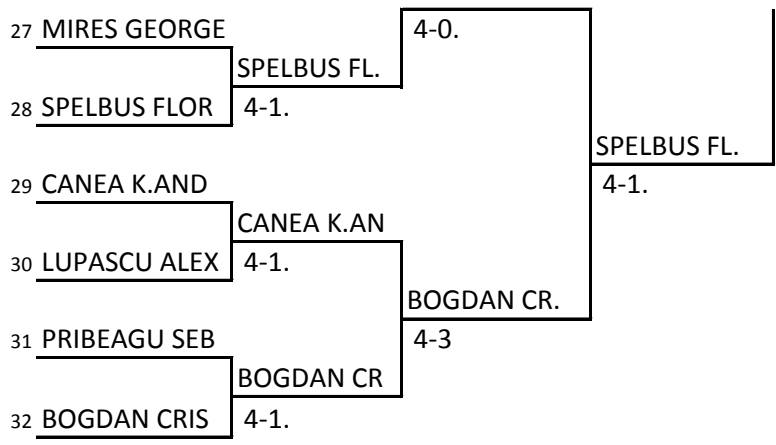 27 MIRES GEORGE
4-0.
SPELBUS FL.
28 SPELBUS FLOR
4-1.
SPELBUS FL.
29 CANEA K.AND
4-1.
CANEA K.AN
30 LUPASCU ALEX
4-1.
BOGDAN CR.
31 PRIBEAGU SEB
4-3
BOGDAN CR
32 BOGDAN CRIS
4-1.